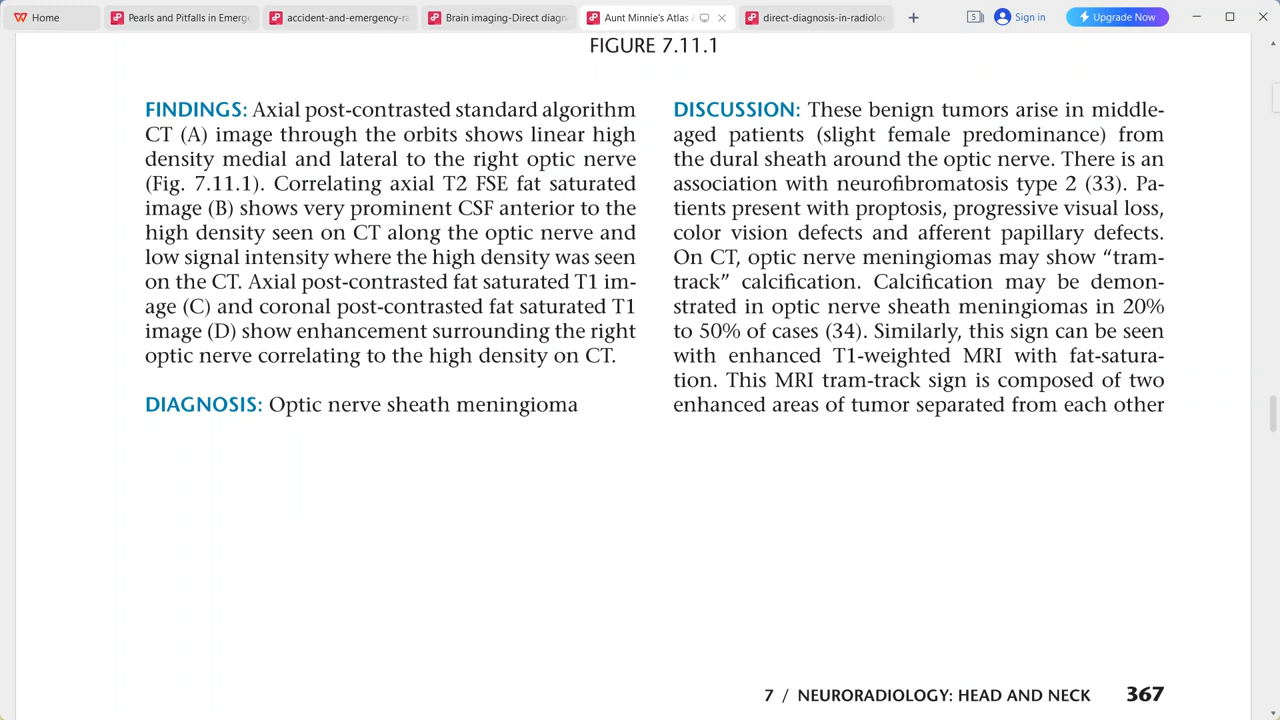 Home
Pearls and Pitfalls in Emerg
accident-and-emergency-ra
Brain imaging-Direct diagn
Aunt Minnie's Atlas
direct-diagnosis-in-radiolo
5
Sign in
Upgrade Now
FIGURE 7.11.1
FINDINGS: Axial post-contrasted standard algorithm
CT (A) image through the orbits shows linear high
density medial and lateral to the right optic nerve
(Fig. 7.11.1). Correlating axial T2 FSE fat saturated
image (B) shows very prominent CSF anterior to the
high density seen on CT along the optic nerve and
low signal intensity where the high density was seen
on the CT. Axial post-contrasted fat saturated T1 im-
age (C) and coronal post-contrasted fat saturated T1
image (D) show enhancement surrounding the right
optic nerve correlating to the high density on CT.
DIAGNOSIS: Optic nerve sheath meningioma
DISCUSSION: These benign tumors arise in middle-
aged patients (slight female predominance) from
the dural sheath around the optic nerve. There is an
association with neurofibromatosis type 2 (33). Pa-
tients present with proptosis, progressive visual loss,
color vision defects and afferent papillary defects.
On CT, optic nerve meningiomas may show “tram-
track” calcification. Calcification may be demon-
strated in optic nerve sheath meningiomas in 20%
to 50% of cases (34). Similarly, this sign can be seen
with enhanced T1-weighted MRI with fat-satura-
tion. This MRI tram-track sign is composed of two
enhanced areas of tumor separated from each other
7 / NEURORADIOLOGY: HEAD AND NECK 367